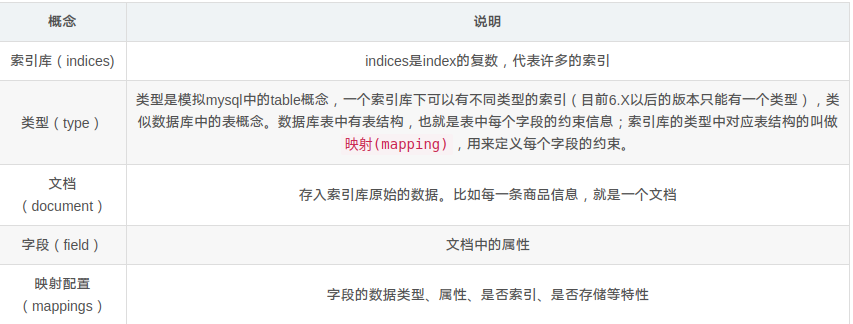 概念 说明
索引库（indices) indices是index的复数，代表许多的索引
类型（type） 类型是模拟mysql中的table概念，一个索引库下可以有不同类型的索引（目前6.X以后的版本只能有一个类型），类
似数据库中的表概念。数据库表中有表结构，也就是表中每个字段的约束信息；索引库的类型中对应表结构的叫做
映射(mapping)，用来定义每个字段的约束。
文档
（document） 存入索引库原始的数据。比如每一条商品信息，就是一个文档
字段（field） 文档中的属性
映射配置
（mappings） 字段的数据类型、属性、是否索引、是否存储等特性